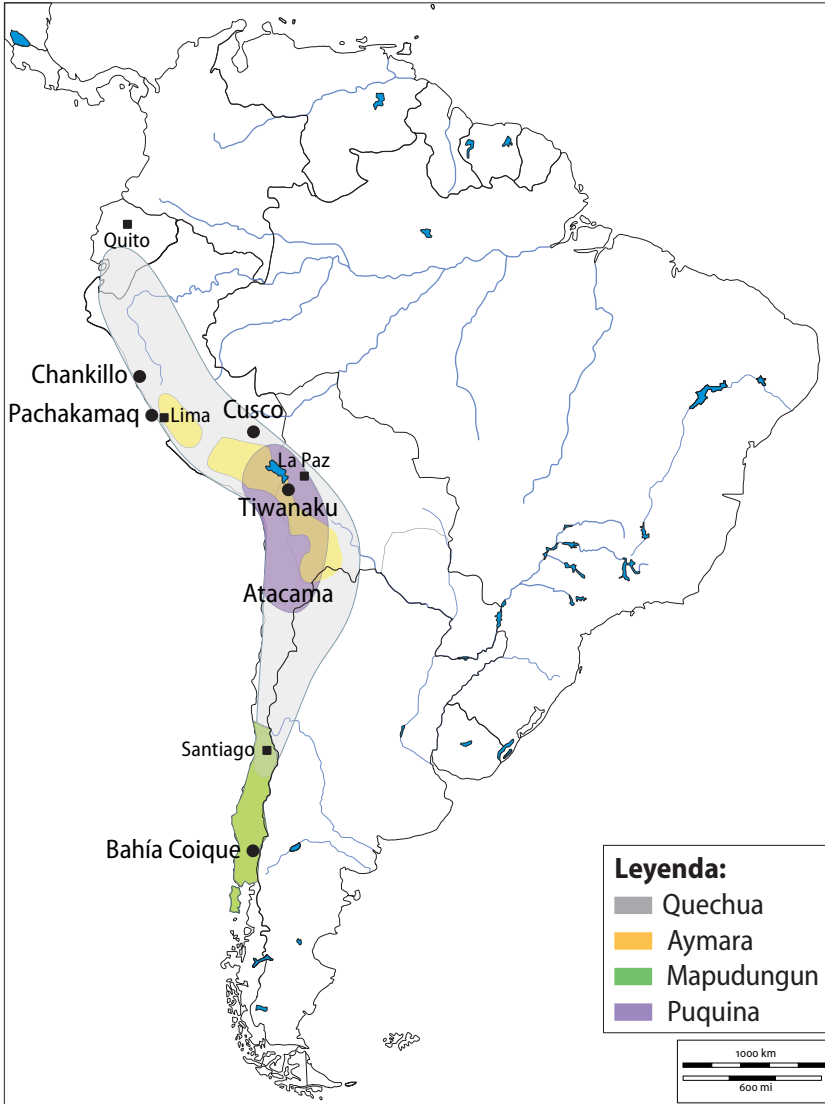 Quito
Chankillo
Pachakamaq
Lima
Cusco
La Paz
Tiwanaku
Atacama
Santiago
Bahía Coique
Leyenda:
Quechua
Aymara
Mapudungun
Puquina
1000 km
600 mi